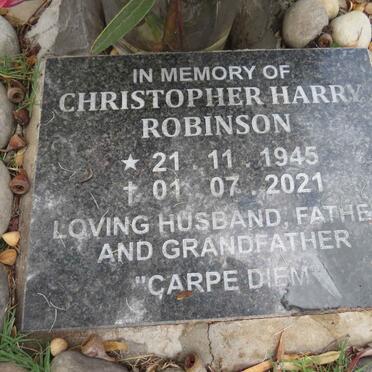 IN MEMORY OF
CHRISTOPHER HARRY
ROBINSON
★ 21 . 11 . 1945
✝ 01 . 07 . 2021
LOVING HUSBAND, FATHE
AND GRANDFATHER
"CARPE DIEM"